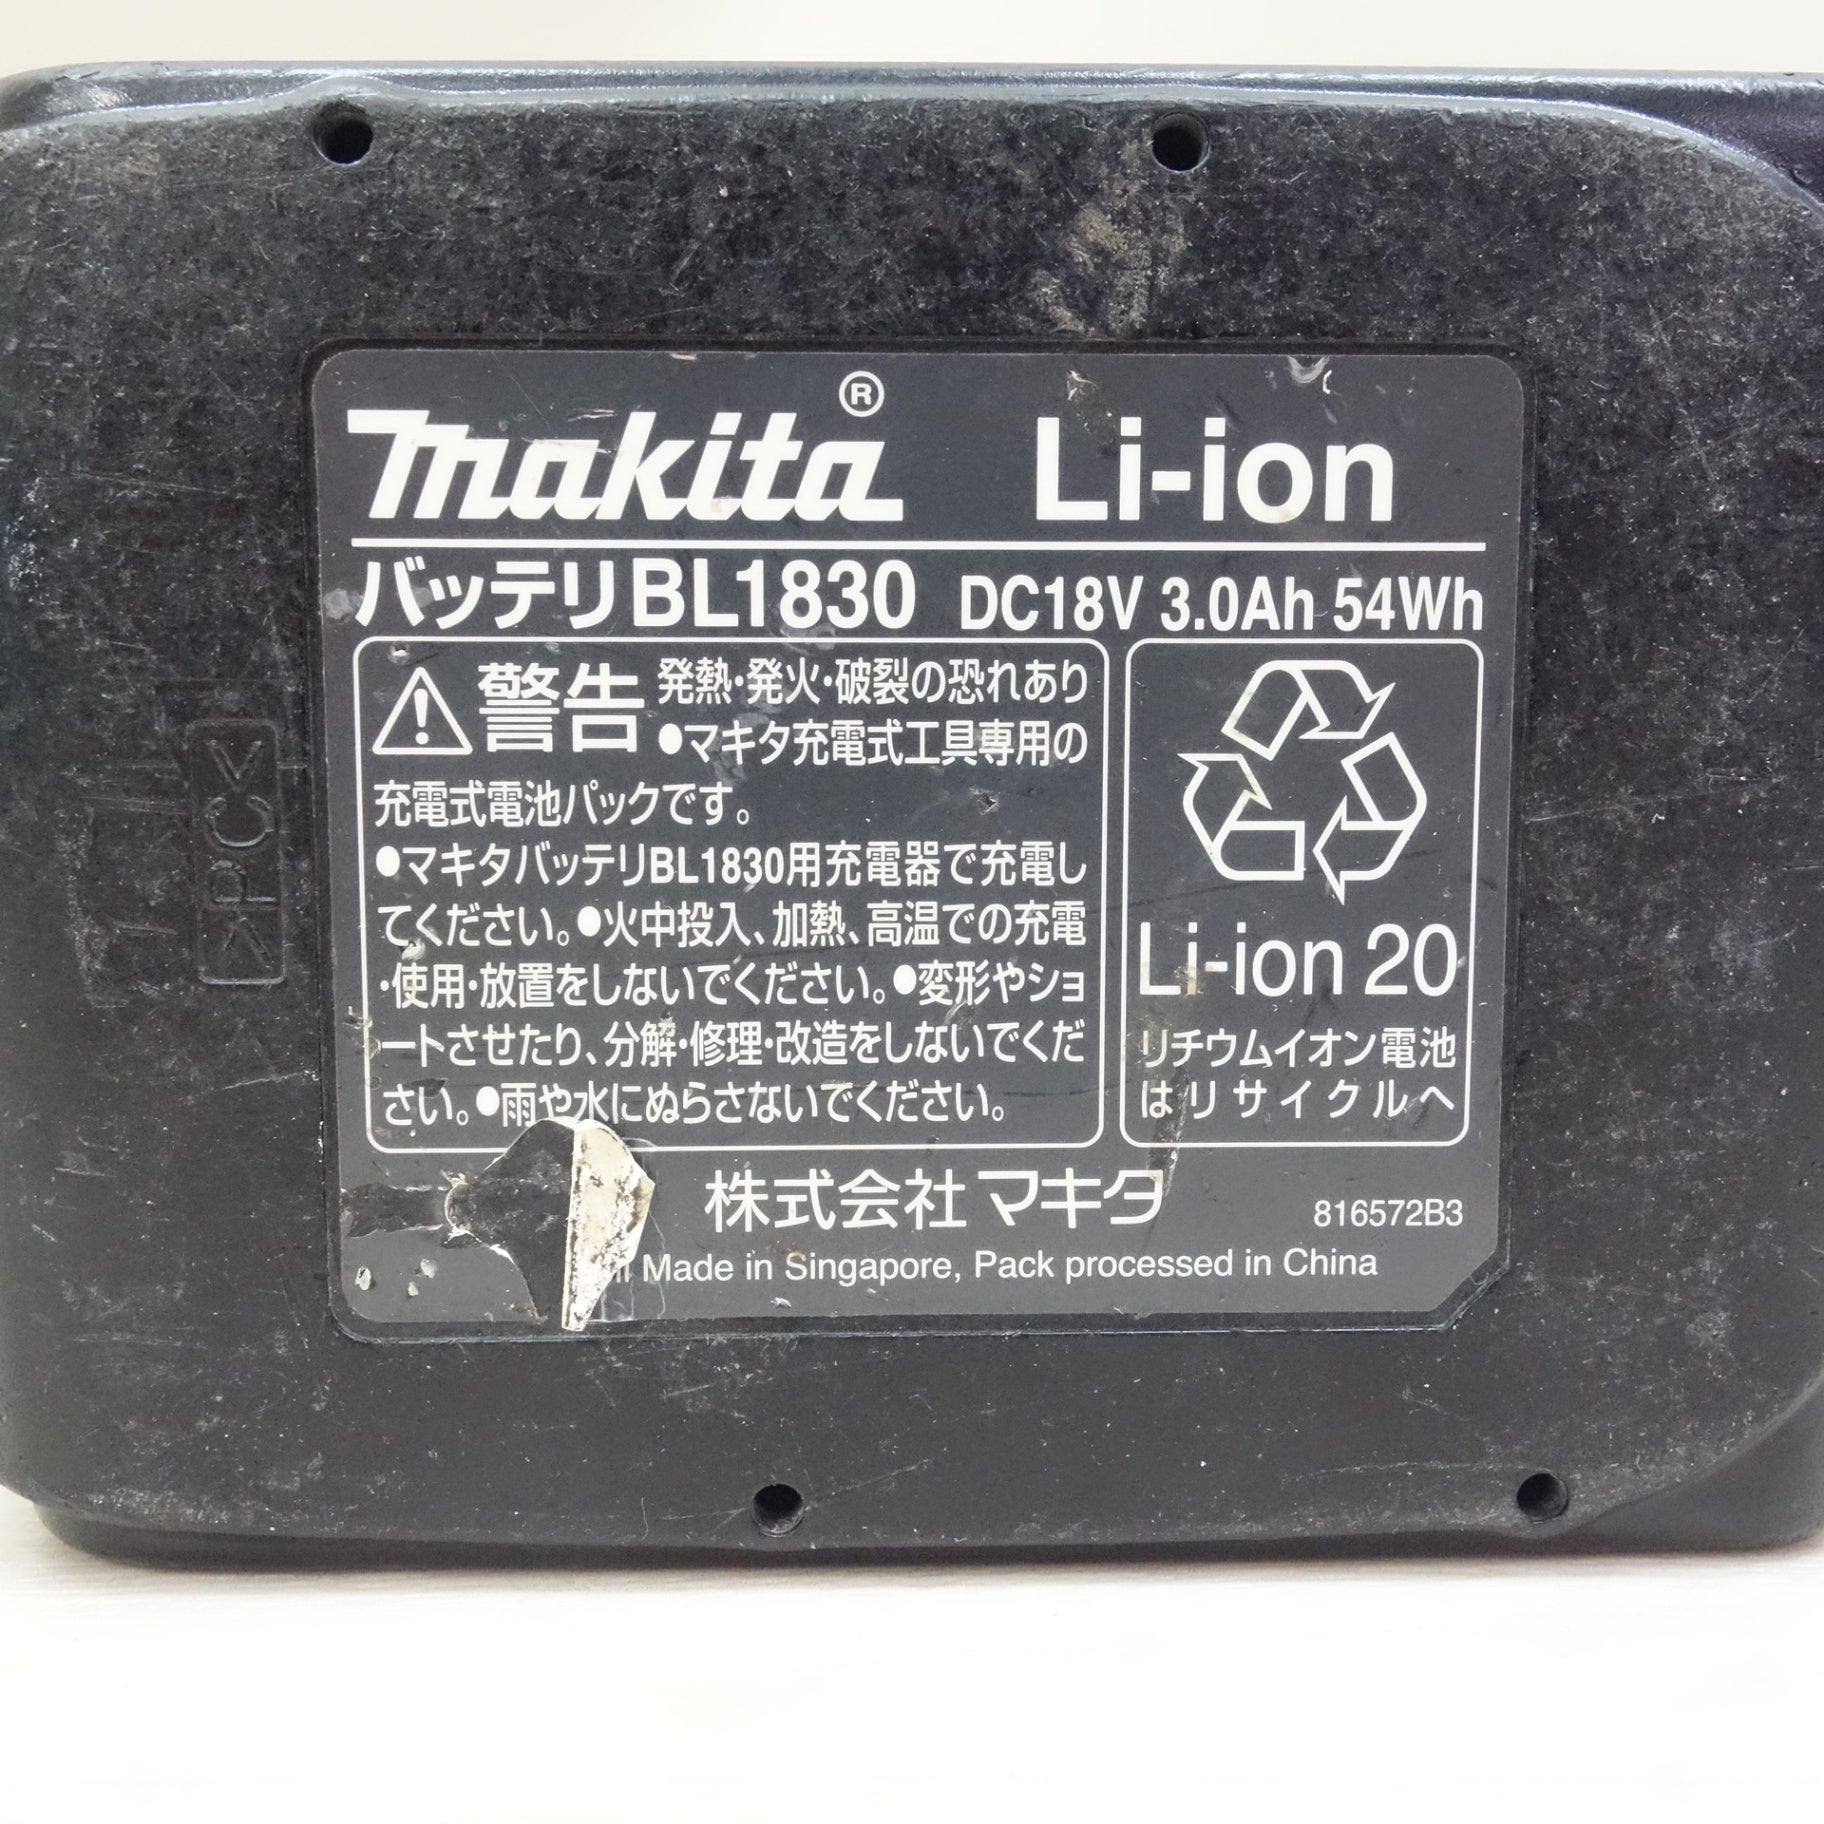 makita® Li-ion
バッテリBL1830 DC18V 3.0Ah 54Wh
警告 発熱・発火・破裂の恐れあり
●マキタ充電式工具専用の
充電式電池パックです。
●マキタバッテリBL1830用充電器で充電し
てください。●火中投入、加熱、高温での充電
・使用・放置をしないでください。●変形やショ
ートさせたり、分解・修理・改造をしないでくだ
さい。●雨や水にぬらさないでください。
Li-ion 20
リチウムイオン電池
はリサイクルへ
株式会社マキタ 816572B3
Made in Singapore, Pack processed in China
>PC<